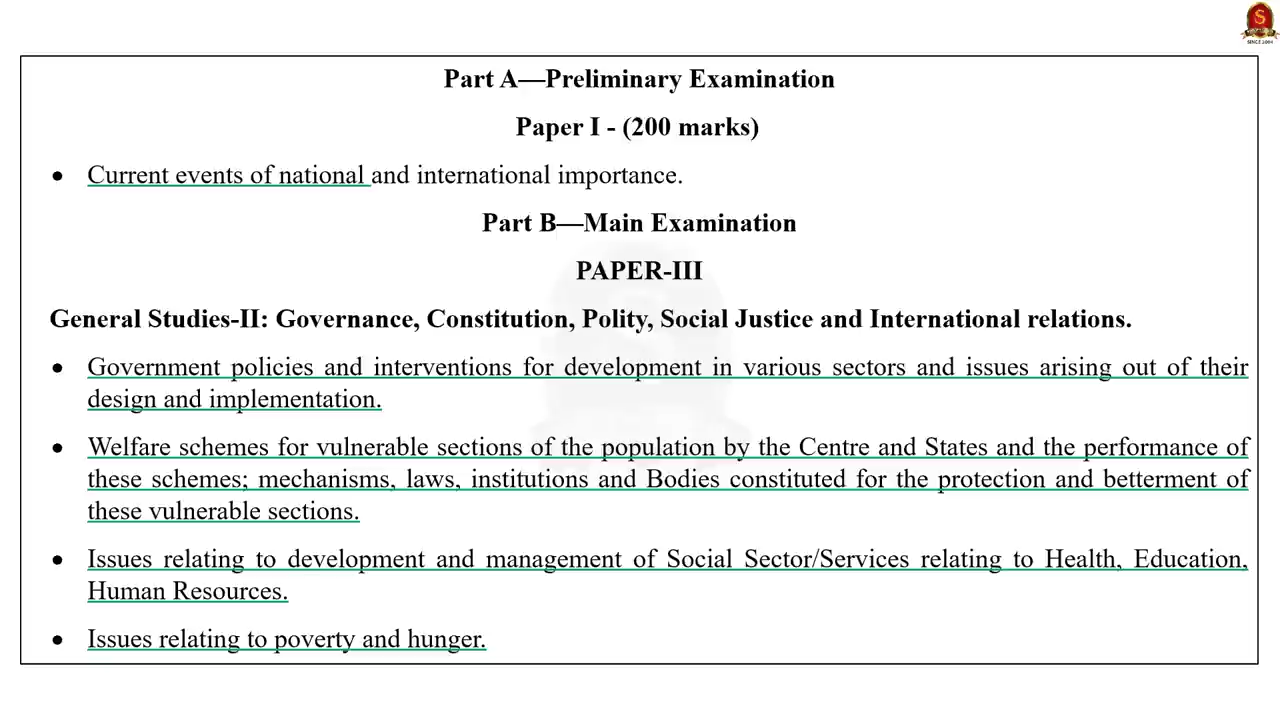 SINCE 2004
Part A—Preliminary Examination
Paper I - (200 marks)
• Current events of national and international importance.
Part B—Main Examination
PAPER-III
General Studies-II: Governance, Constitution, Polity, Social Justice and International relations.
• Government policies and interventions for development in various sectors and issues arising out of their
design and implementation.
• Welfare schemes for vulnerable sections of the population by the Centre and States and the performance of
these schemes; mechanisms, laws, institutions and Bodies constituted for the protection and betterment of
these vulnerable sections.
• Issues relating to development and management of Social Sector/Services relating to Health, Education,
Human Resources.
• Issues relating to poverty and hunger.